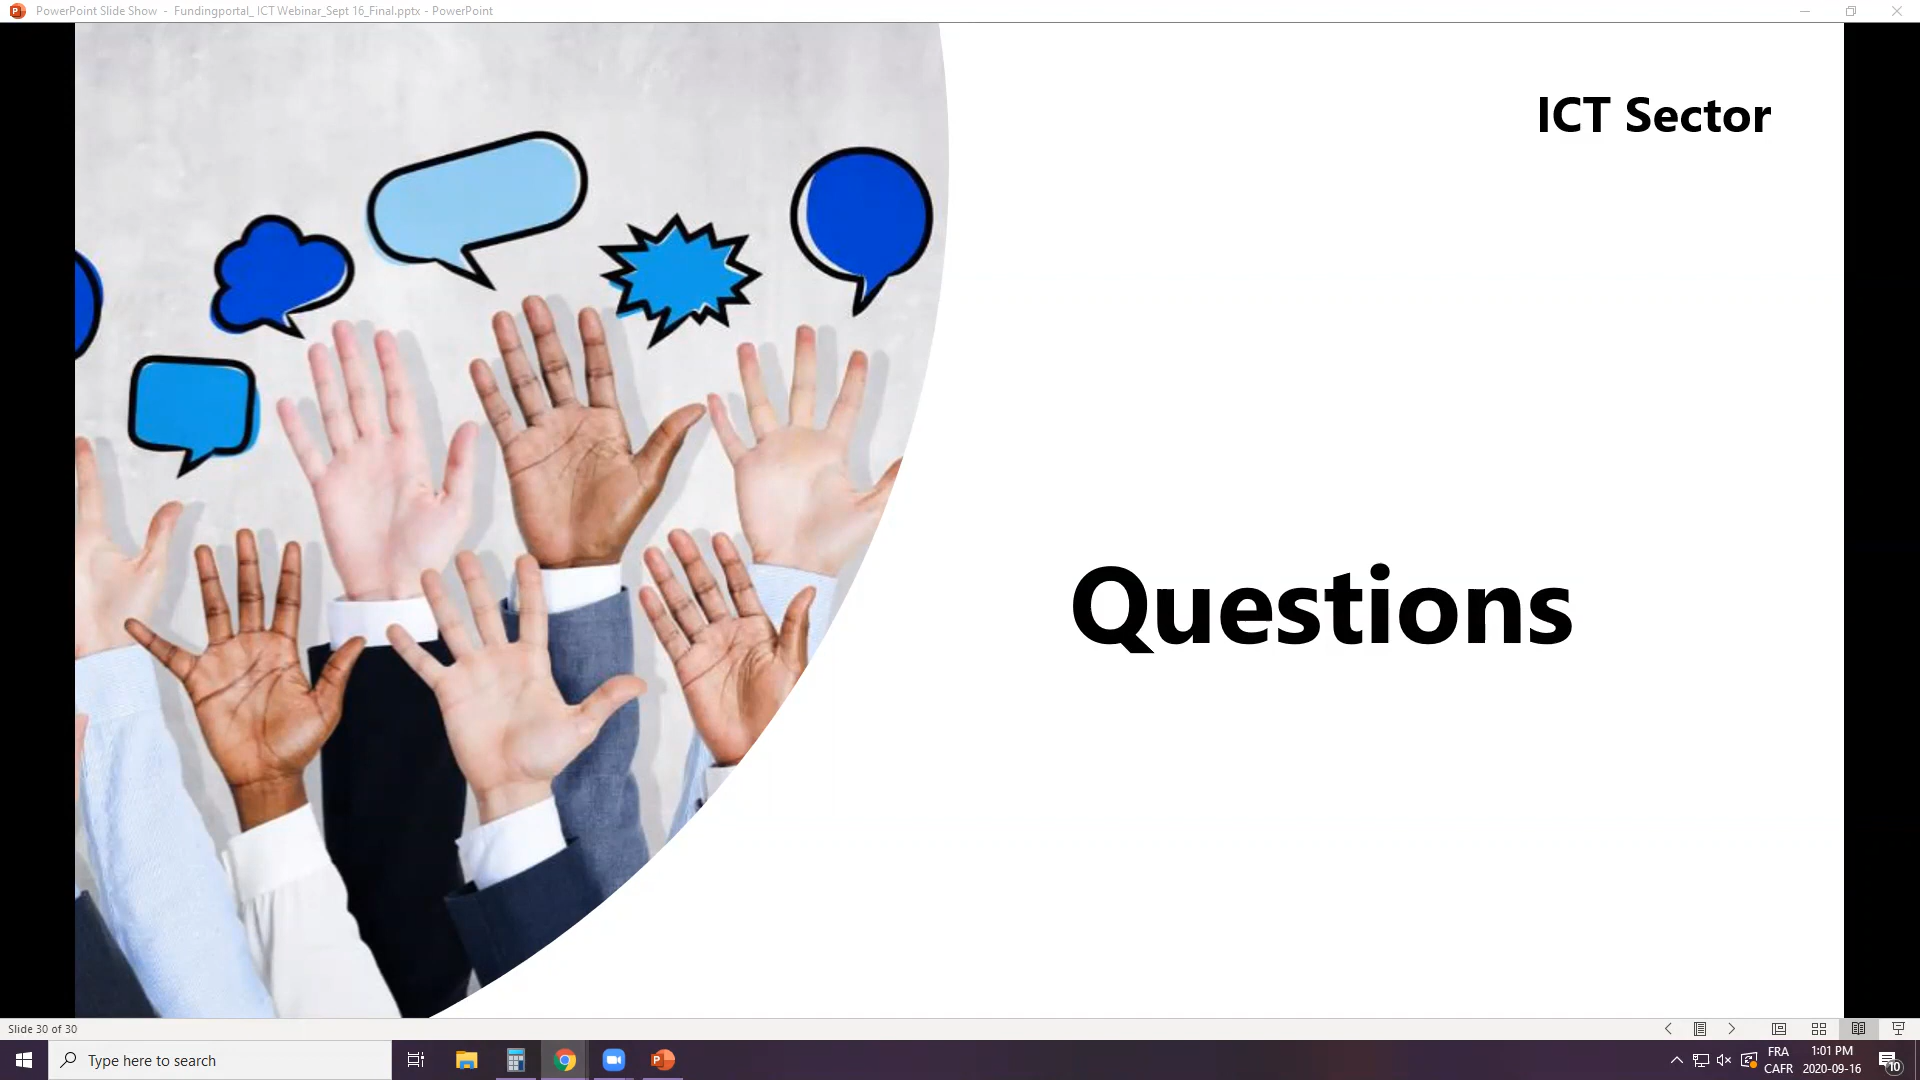 PowerPoint Slide Show - Fundingportal_ ICT Webinar_Sept 16_Final.pptx - PowerPoint
ICT Sector
Questions
Slide 30 of 30
Type here to search
FRA
CAFR
1:01 PM
2020-09-16
10